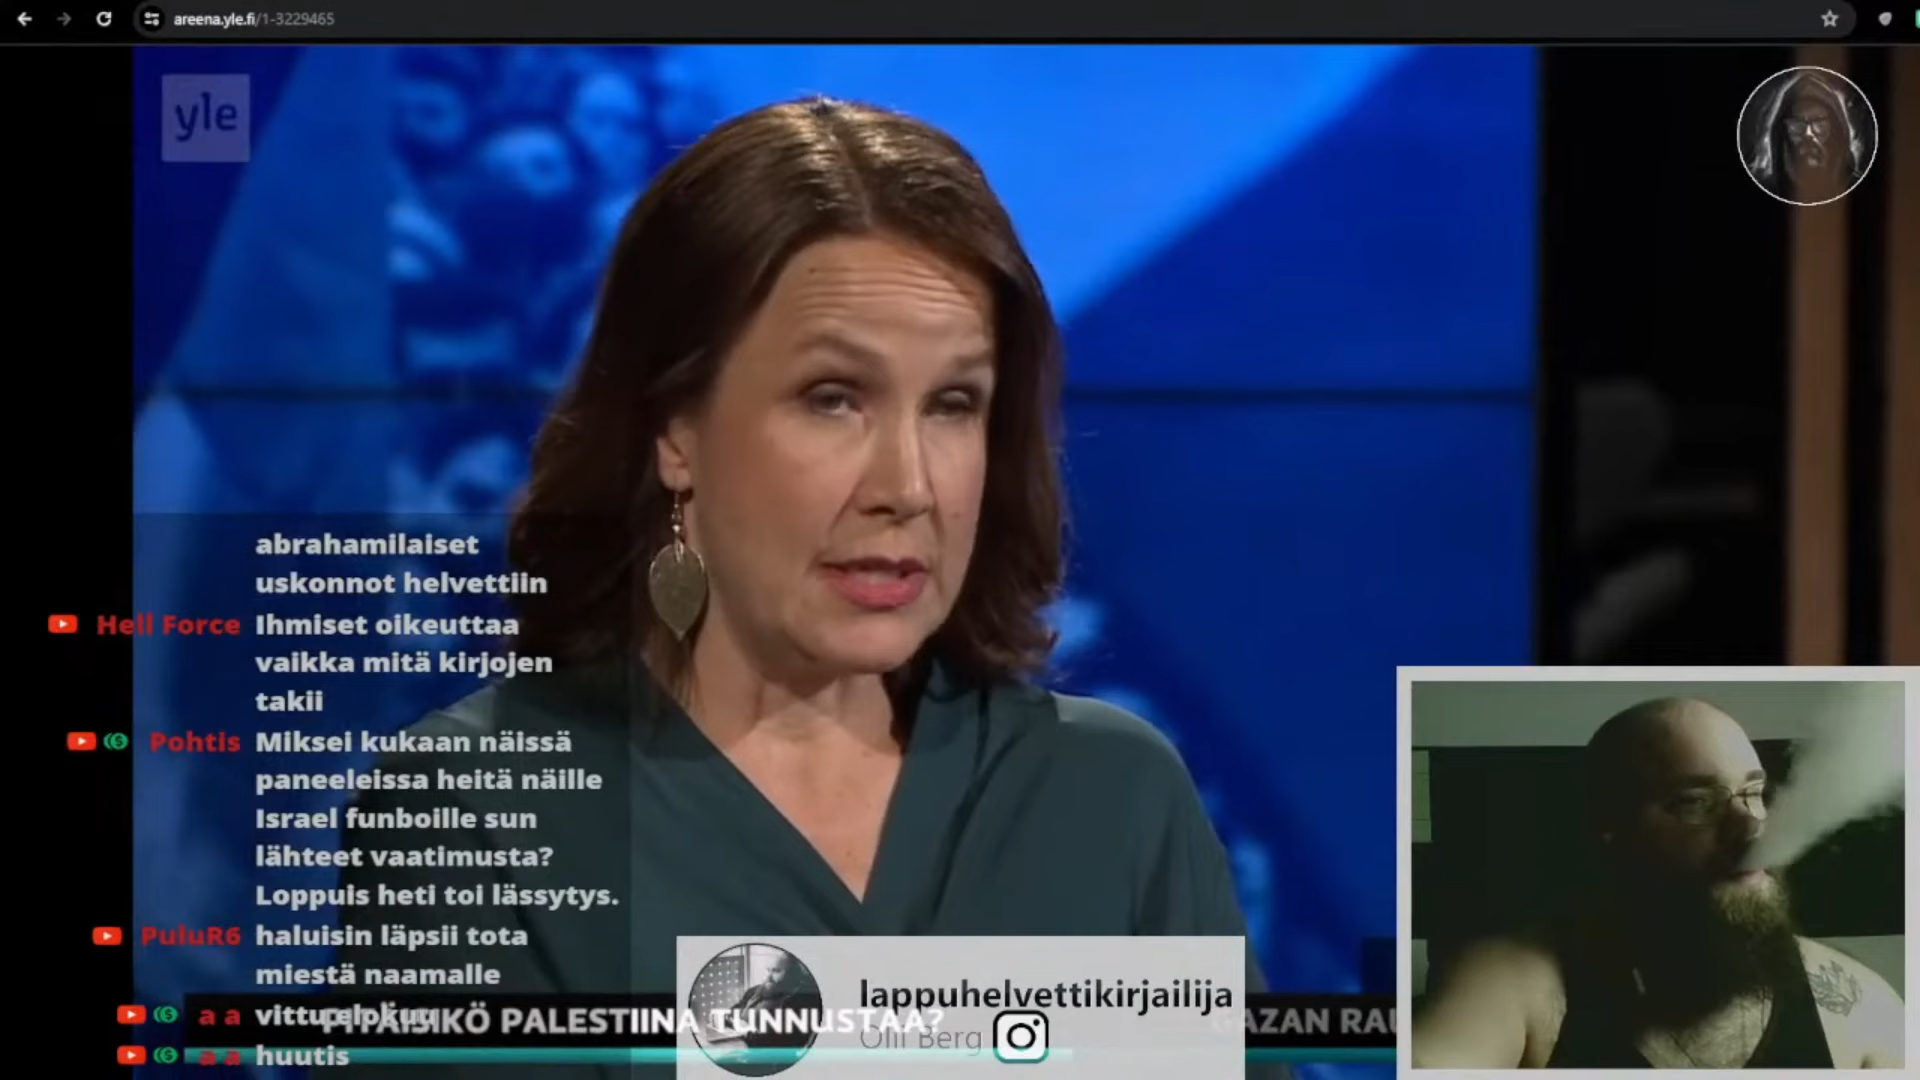 areena.yle.fi/1-3229465
yle
abrahamilaiset
uskonnot helvettiin
Hell Force Ihmiset oikeuttaa
vaikka mitä kirjojen
takii
Pohtis Miksei kukaan näissä
paneeleissa heitä näille
Israel funboille sun
lähteet vaatimusta?
Loppuis heti toi lässytys.
PuluR6 haluisin läpsii tota
miestä naamalle
a a
PALESTIINA TUNNUSTAA?
GAZAN
a a huutis
lappuhelvettikirjailija
Olli Berg